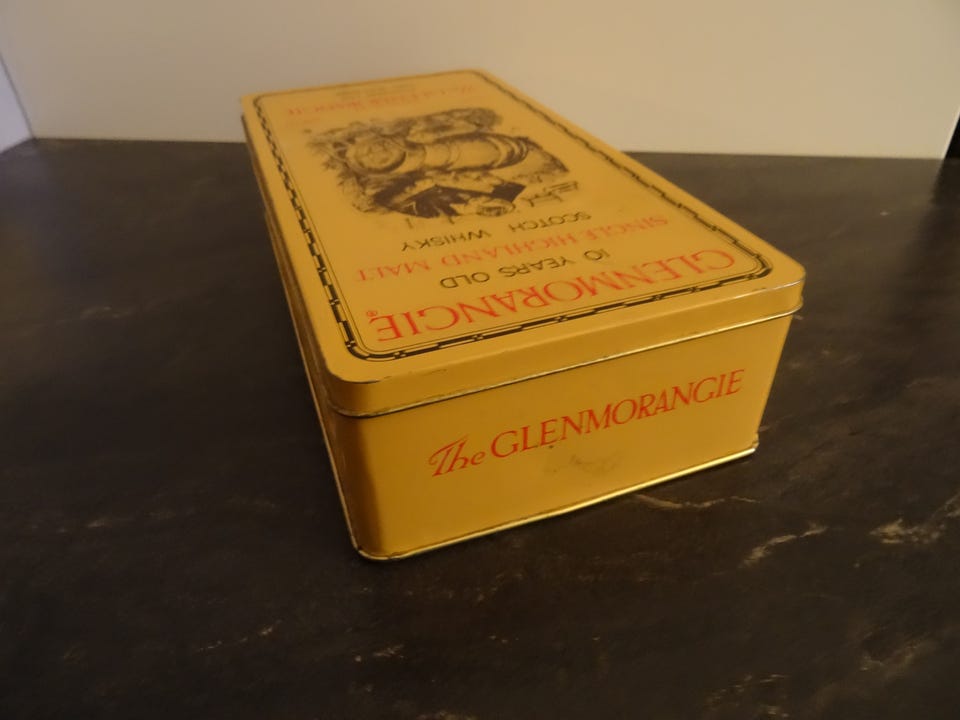 GLENMORANGIE®
10 YEARS OLD
SINGLE HIGHLAND MALT
SCOTCH WHISKY
The GLENMORANGIE